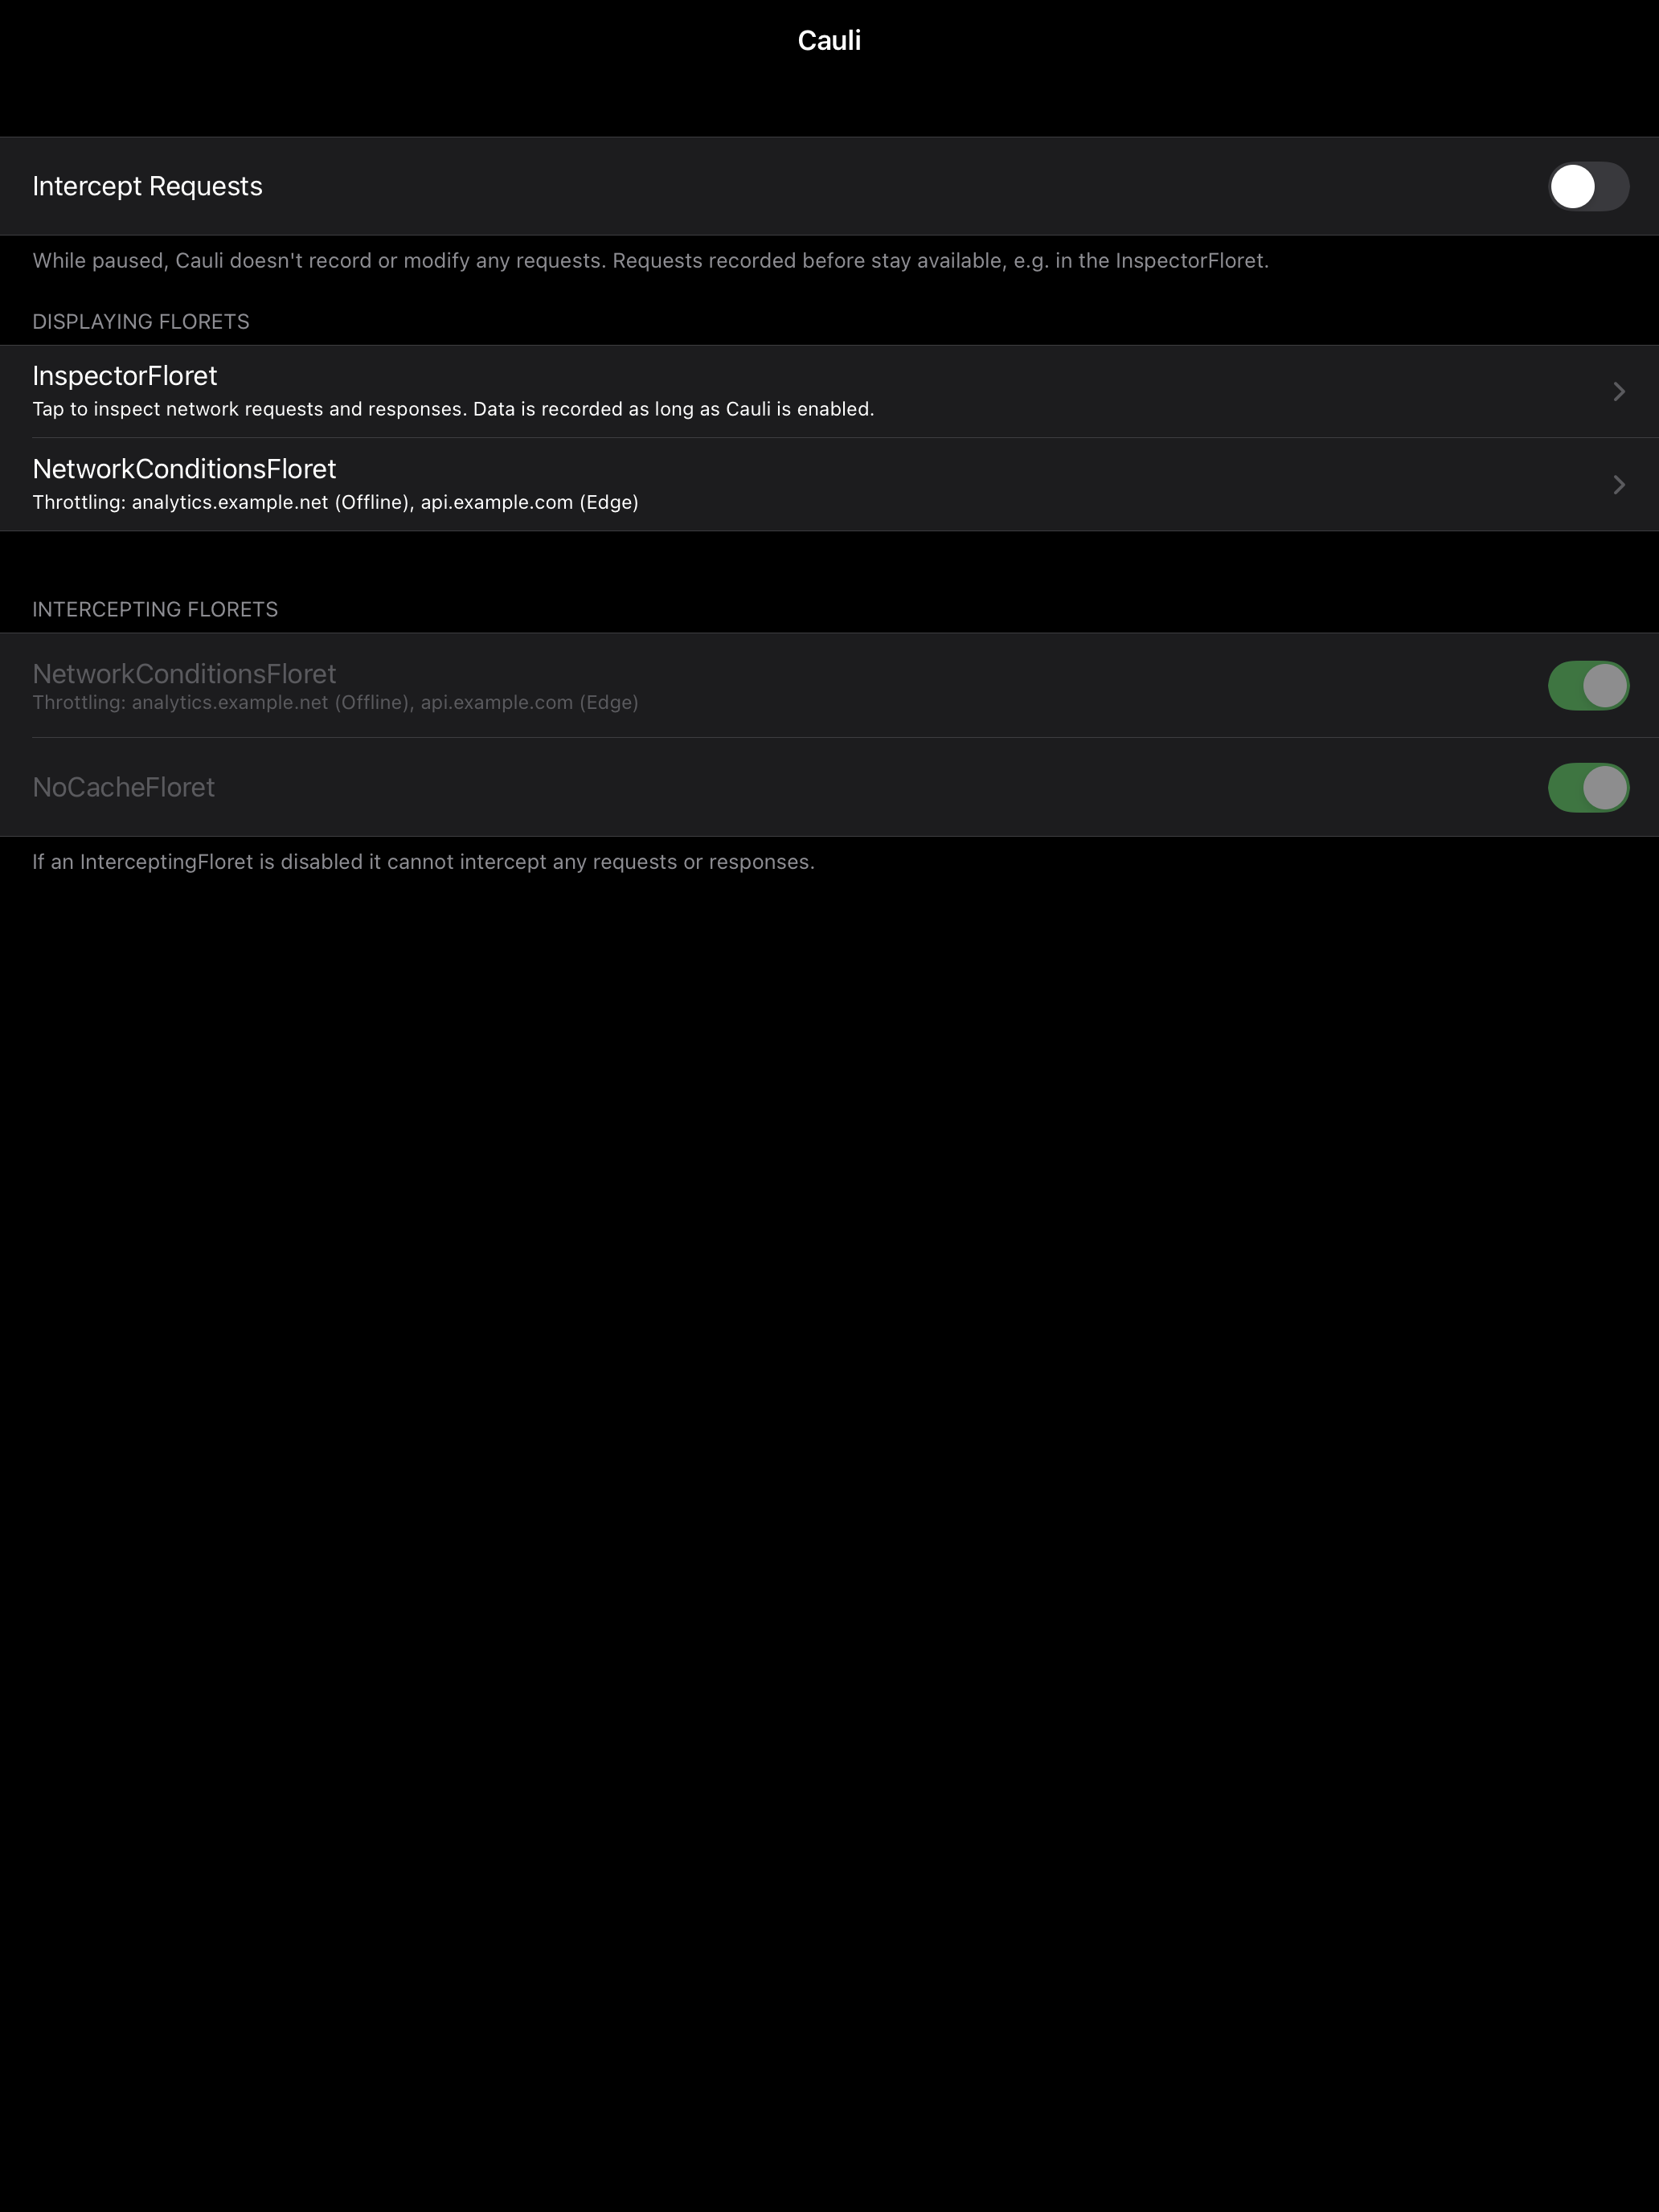 Cauli
Intercept Requests
While paused, Cauli doesn't record or modify any requests. Requests recorded before stay available, e.g. in the InspectorFloret.
DISPLAYING FLORETS
InspectorFloret
Tap to inspect network requests and responses. Data is recorded as long as Cauli is enabled.
NetworkConditionsFloret
Throttling: analytics.example.net (Offline), api.example.com (Edge)
INTERCEPTING FLORETS
NetworkConditionsFloret
Throttling: analytics.example.net (Offline), api.example.com (Edge)
NoCacheFloret
If an InterceptingFloret is disabled it cannot intercept any requests or responses.